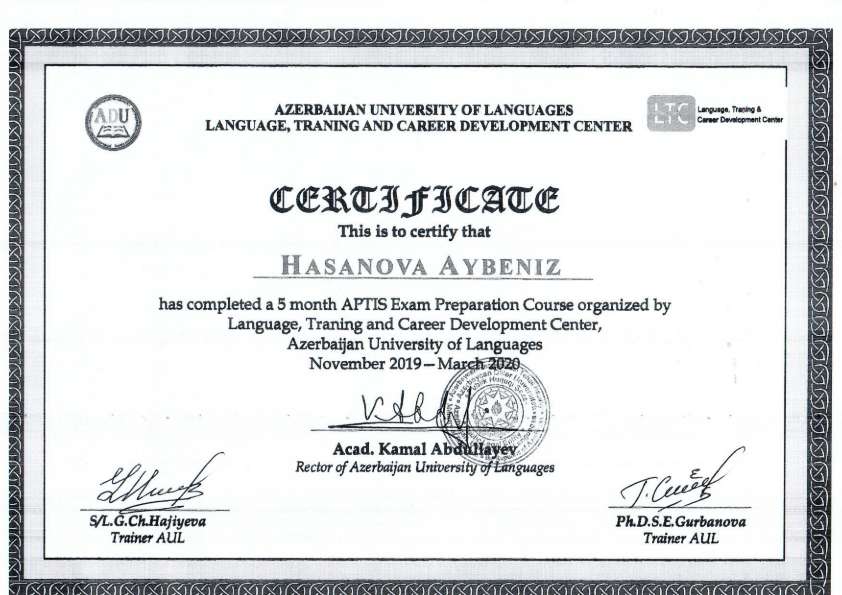 ADU
AZERBAIJAN UNIVERSITY OF LANGUAGES
LANGUAGE, TRANING AND CAREER DEVELOPMENT CENTER
LTC
Language, Traning &
Career Development Center
CERTIFICATE
This is to certify that
HASANOVA AYBENIZ
has completed a 5 month APTIS Exam Preparation Course organized by
Language, Traning and Career Development Center,
Azerbaijan University of Languages
November 2019 – March 2020
Acad. Kamal Abdullayev
Rector of Azerbaijan University of Languages
S/L.G.Ch.Hajiyeva
Trainer AUL
Ph.D.S.E.Gurbanova
Trainer AUL